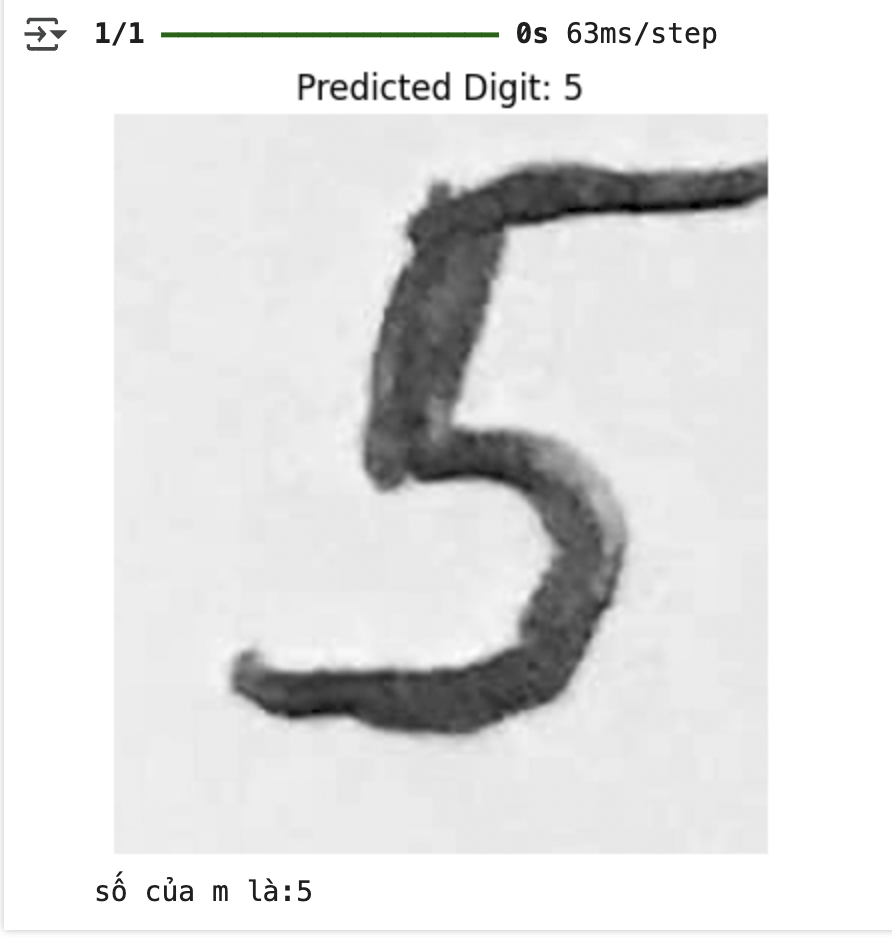 1/1 0s 63ms/step
Predicted Digit: 5
5
số của m là:5